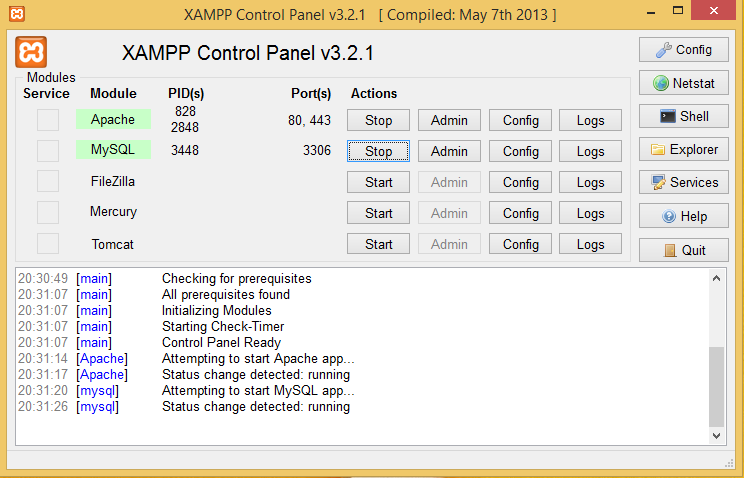 XAMPP Control Panel v3.2.1 [ Compiled: May 7th 2013 ]
XAMPP Control Panel v3.2.1
Config
Modules
Service Module PID(s) Port(s) Actions
Netstat
Apache 828 2848 80, 443 Stop Admin Config Logs
Shell
MySQL 3448 3306 Stop Admin Config Logs
Explorer
FileZilla Start Admin Config Logs
Services
Mercury Start Admin Config Logs
Help
Tomcat Start Admin Config Logs
Quit
20:30:49 [main] Checking for prerequisites
20:31:07 [main] All prerequisites found
20:31:07 [main] Initializing Modules
20:31:07 [main] Starting Check-Timer
20:31:07 [main] Control Panel Ready
20:31:14 [Apache] Attempting to start Apache app...
20:31:17 [Apache] Status change detected: running
20:31:20 [mysql] Attempting to start MySQL app...
20:31:26 [mysql] Status change detected: running